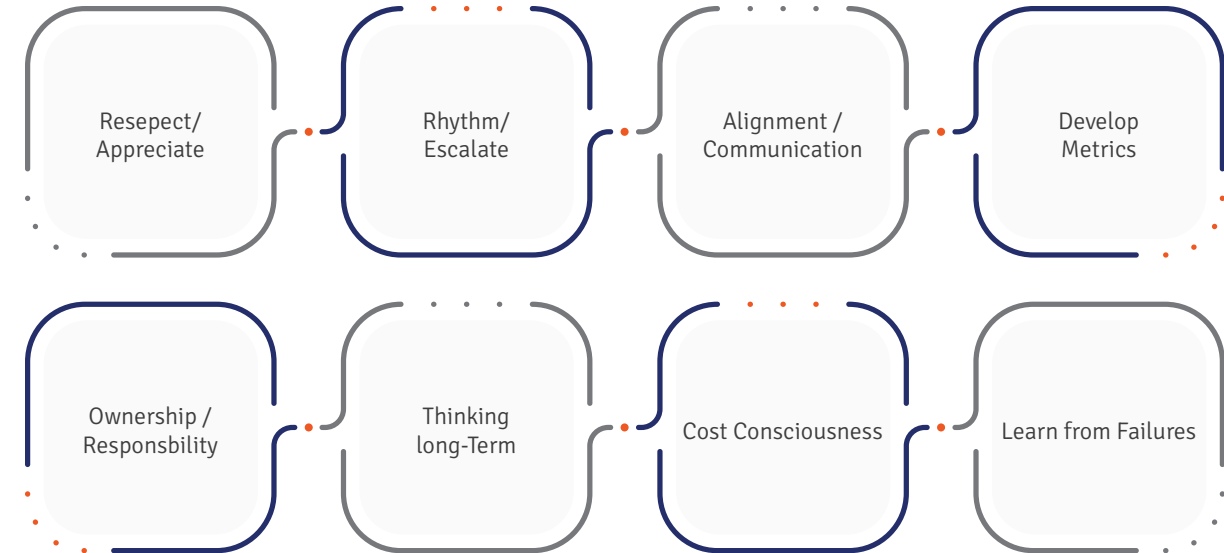 Resepect/
Appreciate
Rhythm/
Escalate
Alignment /
Communication
Develop
Metrics
Ownership /
Responsbility
Thinking
long-Term
Cost Consciousness
Learn from Failures